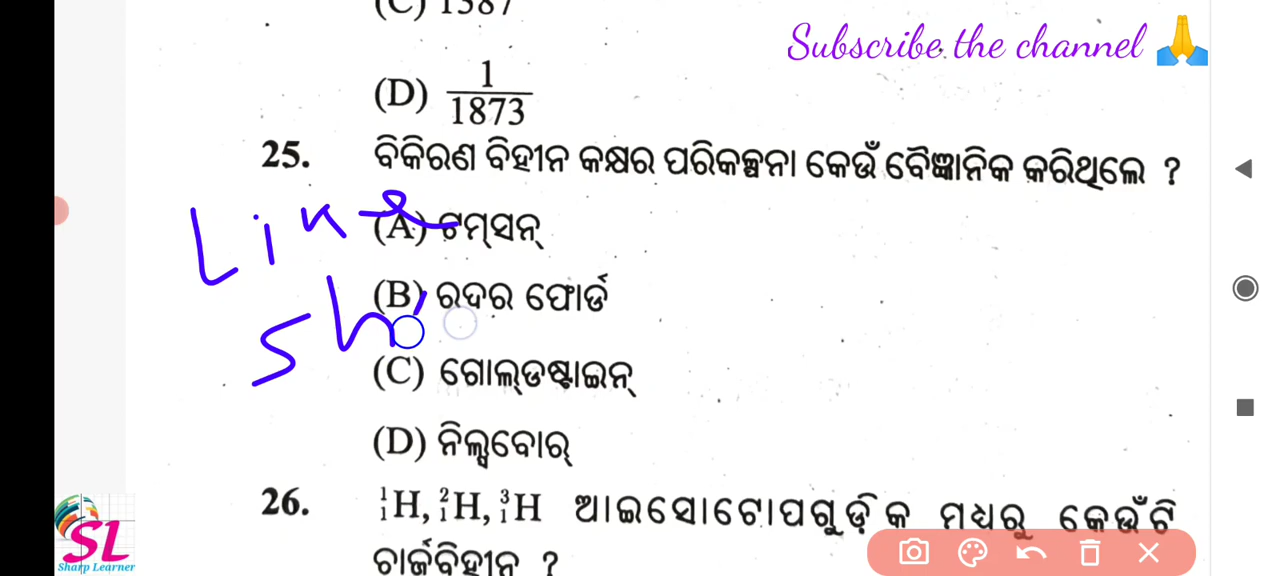 (C) 1387
Subscribe the channel 🙏
(D) 1/1873
25. ବିକିରଣ ବିହୀନ କକ୍ଷର ପରିକଳ୍ପନା କେଉଁ ବୈଜ୍ଞାନିକ କରିଥିଲେ ?
Like
(A) ଟମ୍‌ସନ୍
(B) ରଦର ଫୋର୍ଡ
Sh
(C) ଗୋଲ୍‌ଡଷ୍ଟାଇନ୍
(D) ନିଲ୍ସବୋର୍
26. ¹₁H, ²₁H, ³₁H ଆଇସୋଟୋପଗୁଡ଼ିକ ମଧ୍ୟରୁ କେଉଁଟି
ଚାର୍ଜବିହୀନ ?
SL
Sharp Learner